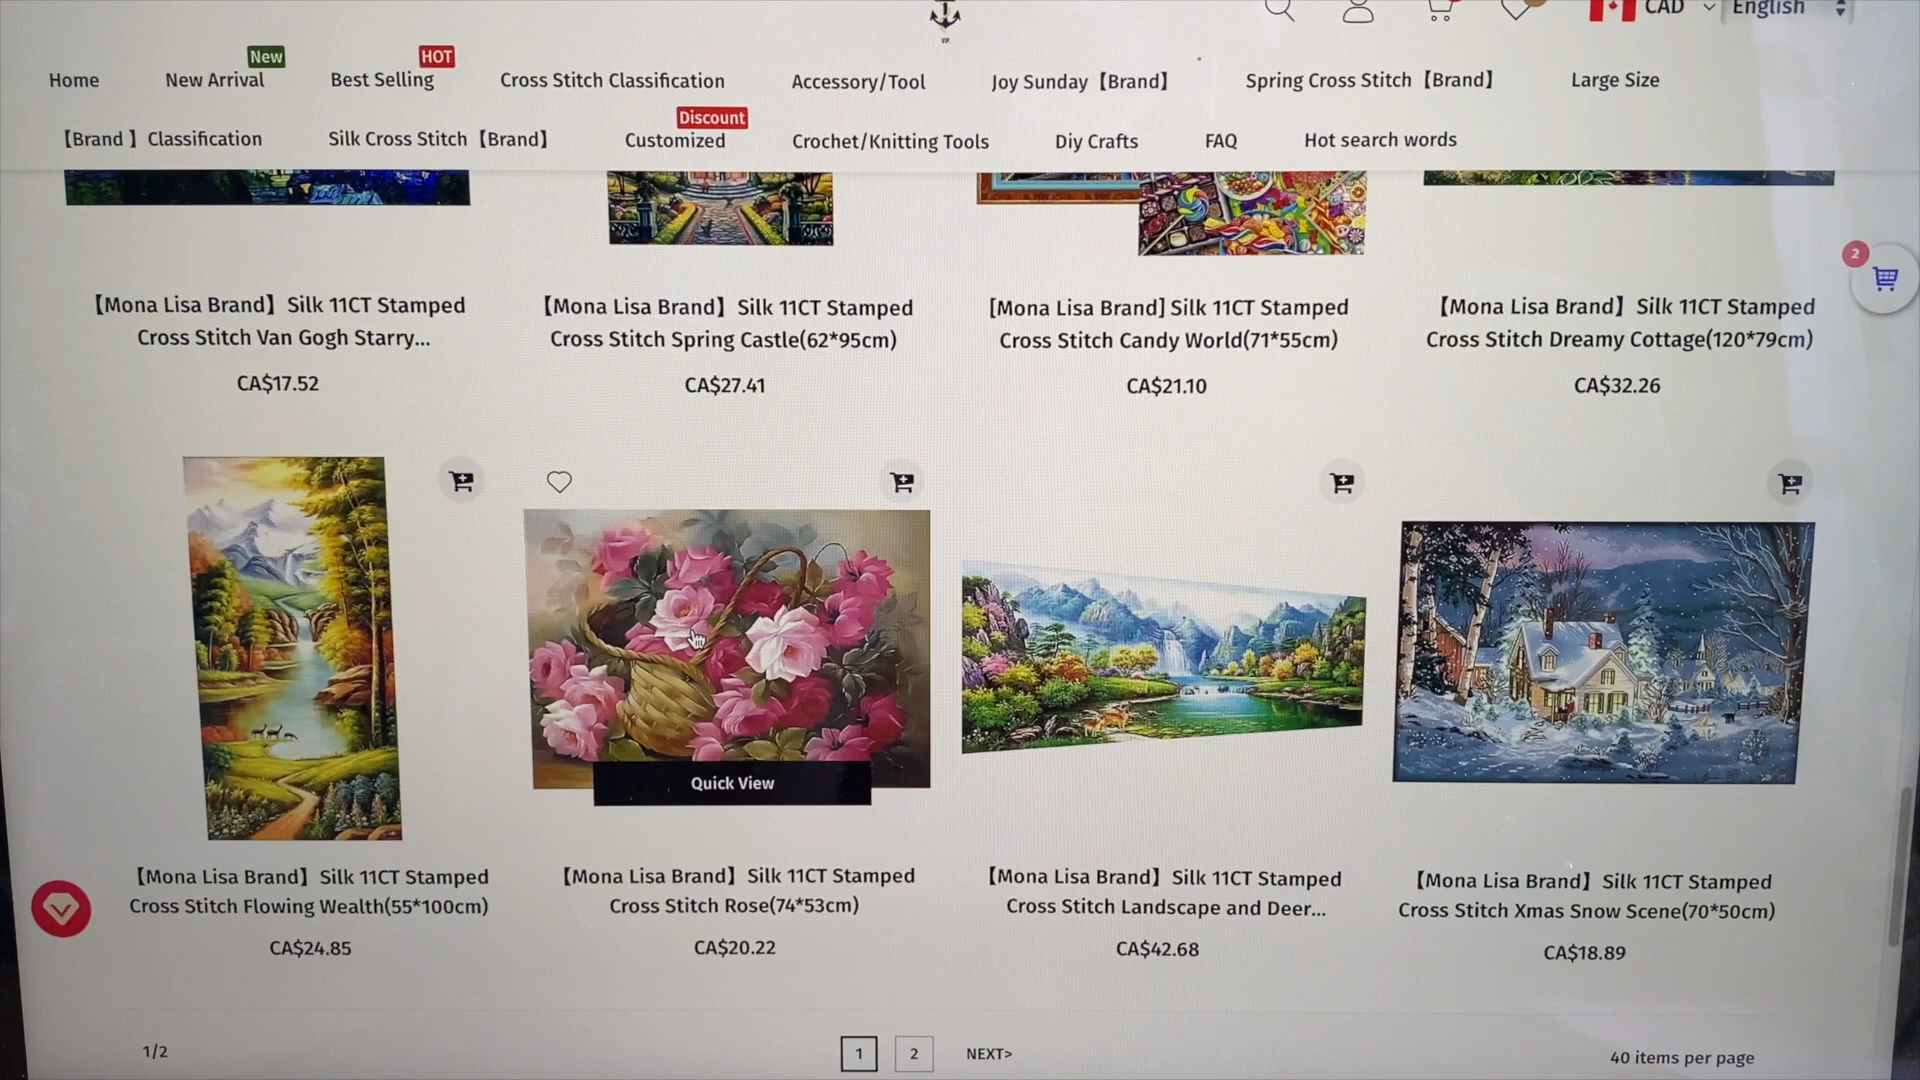 VIP.
CAD
English
New
HOT
Home
New Arrival
Best Selling
Cross Stitch Classification
Accessory/Tool
Joy Sunday【Brand】
Spring Cross Stitch【Brand】
Large Size
Discount
【Brand 】Classification
Silk Cross Stitch【Brand】
Customized
Crochet/Knitting Tools
Diy Crafts
FAQ
Hot search words
2
【Mona Lisa Brand】Silk 11CT Stamped
Cross Stitch Van Gogh Starry...
CA$17.52
【Mona Lisa Brand】Silk 11CT Stamped
Cross Stitch Spring Castle(62*95cm)
CA$27.41
[Mona Lisa Brand] Silk 11CT Stamped
Cross Stitch Candy World(71*55cm)
CA$21.10
【Mona Lisa Brand】Silk 11CT Stamped
Cross Stitch Dreamy Cottage(120*79cm)
CA$32.26
Quick View
【Mona Lisa Brand】Silk 11CT Stamped
Cross Stitch Flowing Wealth(55*100cm)
CA$24.85
【Mona Lisa Brand】Silk 11CT Stamped
Cross Stitch Rose(74*53cm)
CA$20.22
【Mona Lisa Brand】Silk 11CT Stamped
Cross Stitch Landscape and Deer...
CA$42.68
【Mona Lisa Brand】Silk 11CT Stamped
Cross Stitch Xmas Snow Scene(70*50cm)
CA$18.89
1/2
1
2
NEXT>
40 items per page